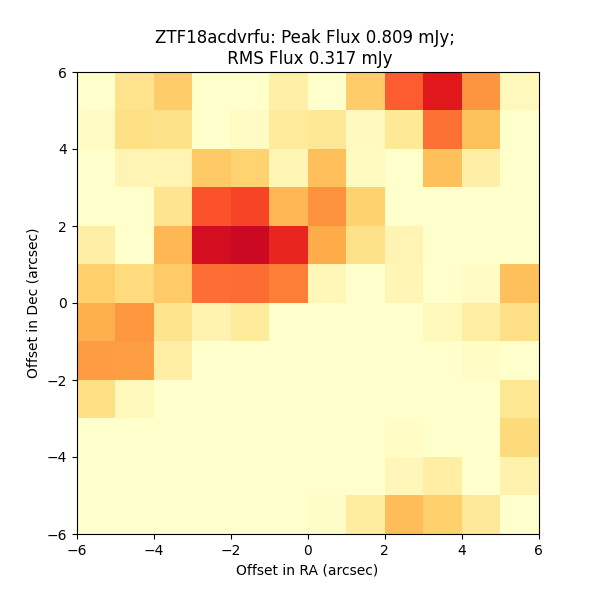 ZTF18acdvrfu: Peak Flux 0.809 mJy;
RMS Flux 0.317 mJy
6
4
2
0
−2
−4
−6
Offset in Dec (arcsec)
−6 −4 −2 0 2 4 6
Offset in RA (arcsec)